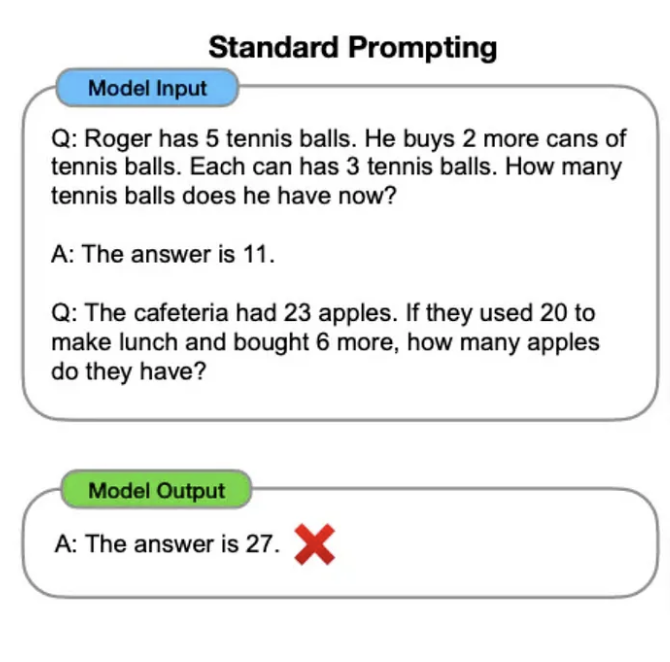 Standard Prompting
Model Input
Q: Roger has 5 tennis balls. He buys 2 more cans of
tennis balls. Each can has 3 tennis balls. How many
tennis balls does he have now?
A: The answer is 11.
Q: The cafeteria had 23 apples. If they used 20 to
make lunch and bought 6 more, how many apples
do they have?
Model Output
A: The answer is 27.